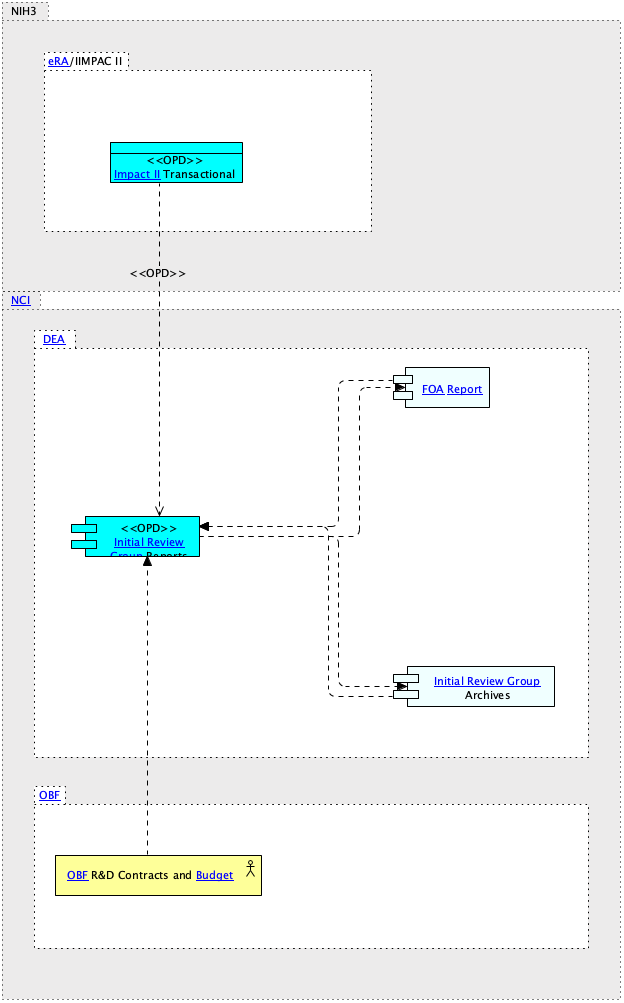 NIH3
eRA/IIMPAC II
<<OPD>>
Impact II Transactional
<<OPD>>
NCI
DEA
FOA Report
<<OPD>>
Initial Review
Group Reports
Initial Review Group
Archives
OBF
OBF R&D Contracts and Budget